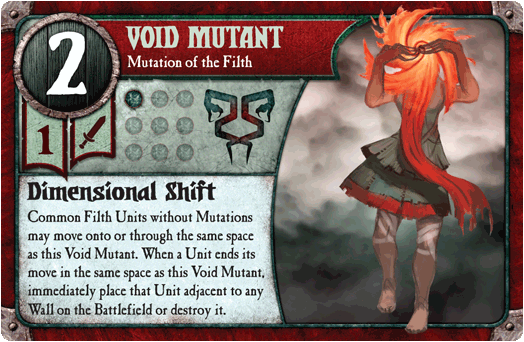 2
VOID MUTANT
Mutation of the Filth
1
Dimensional Shift
Common Filth Units without Mutations
may move onto or through the same space
as this Void Mutant. When a Unit ends its
move in the same space as this Void Mutant,
immediately place that Unit adjacent to any
Wall on the Battlefield or destroy it.